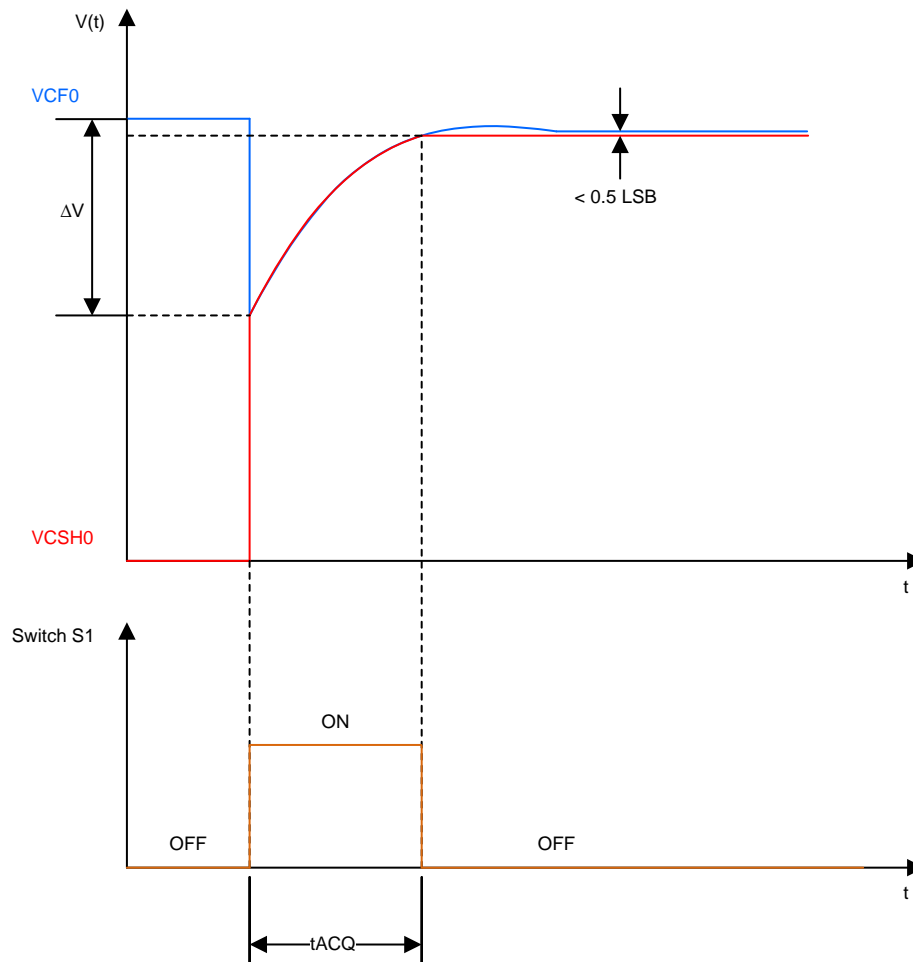 V(t)
VCF0
ΔV
< 0.5 LSB
VCSH0
t
Switch S1
ON
OFF
OFF
t
tACQ